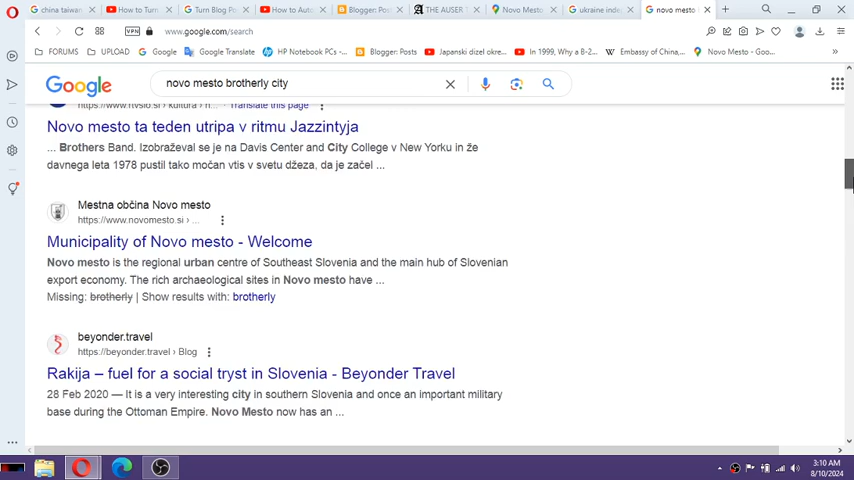 china taiwan
How to Turn
Turn Blog Po
How to Auto
Blogger: Posts
THE AUSER T
Novo Mesto
ukraine inde
novo mesto
VPN
www.google.com/search
FORUMS
UPLOAD
Google
Google Translate
HP Notebook PC -...
Blogger: Posts
Japanski dizel okre...
In 1999, Why a B-2...
Embassy of China,...
Novo Mesto - Goo...
Google
novo mesto brotherly city
https://www.rtvslo.si › kultura › n... Translate this page
Novo mesto ta teden utripa v ritmu Jazzintyja
... Brothers Band. Izobraževal se je na Davis Center and City College v New Yorku in že
davnega leta 1978 pustil tako močan vtis v svetu džeza, da je začel ...
Mestna občina Novo mesto
https://www.novomesto.si › ...
Municipality of Novo mesto - Welcome
Novo mesto is the regional urban centre of Southeast Slovenia and the main hub of Slovenian
export economy. The rich archaeological sites in Novo mesto have ...
Missing: brotherly | Show results with: brotherly
beyonder.travel
https://beyonder.travel › Blog
Rakija – fuel for a social tryst in Slovenia - Beyonder Travel
28 Feb 2020 — It is a very interesting city in southern Slovenia and once an important military
base during the Ottoman Empire. Novo Mesto now has an ...
3:10 AM
8/10/2024